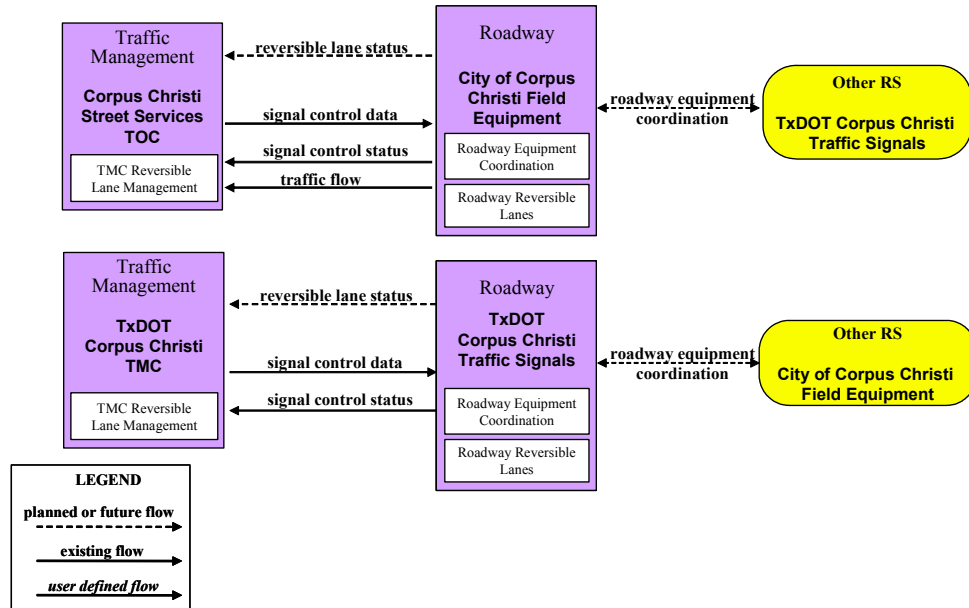 Traffic
Management
Corpus Christi
Street Services
TOC
TMC Reversible
Lane Management
reversible lane status
signal control data
signal control status
traffic flow
Roadway
City of Corpus
Christi Field
Equipment
Roadway Equipment
Coordination
Roadway Reversible
Lanes
roadway equipment
coordination
Other RS
TxDOT Corpus Christi
Traffic Signals
Traffic
Management
TxDOT
Corpus Christi
TMC
TMC Reversible
Lane Management
reversible lane status
signal control data
signal control status
Roadway
TxDOT
Corpus Christi
Traffic Signals
Roadway Equipment
Coordination
Roadway Reversible
Lanes
roadway equipment
coordination
Other RS
City of Corpus Christi
Field Equipment
LEGEND
planned or future flow
existing flow
user defined flow